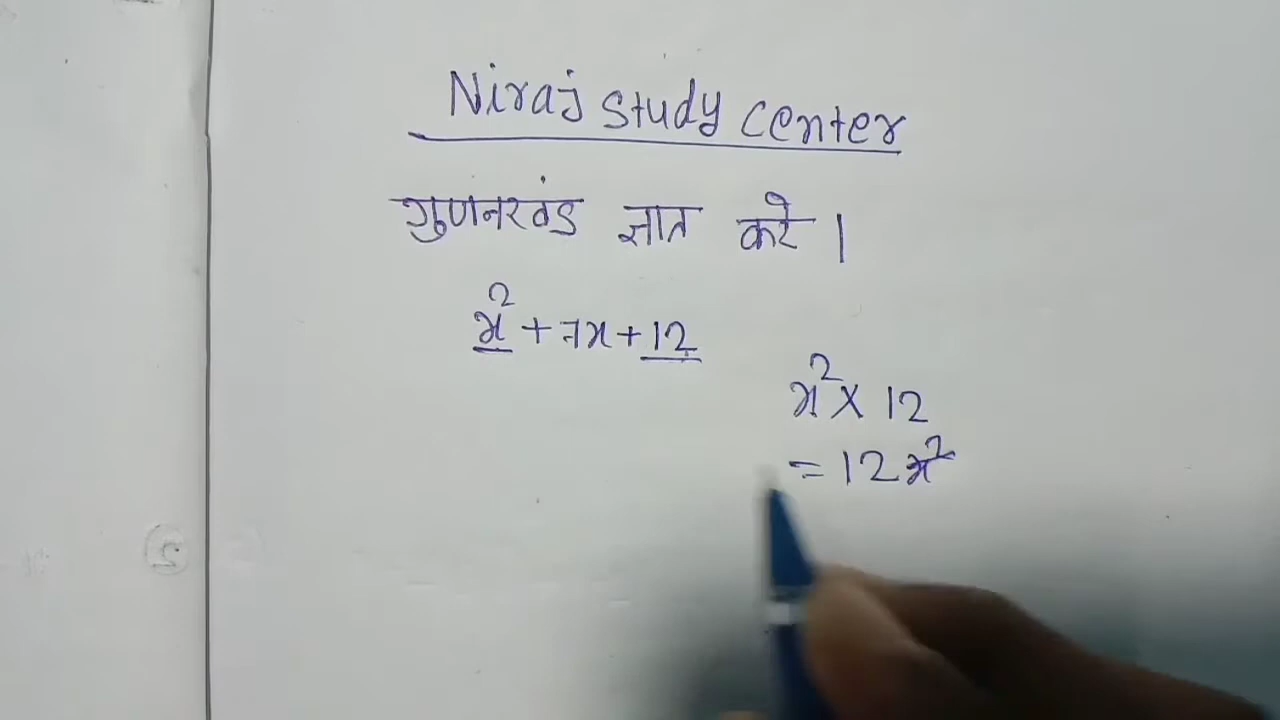 Niraj Study Center
गुणनखंड ज्ञात करे ।
x² + 7x + 12
x² × 12
= 12x²